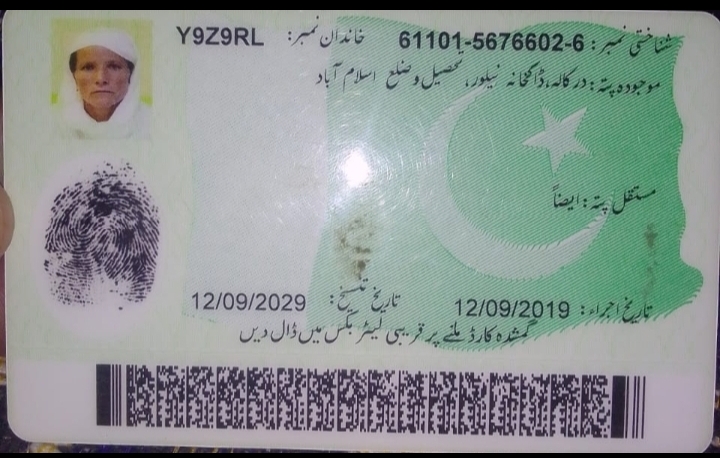 شناختی نمبر: 61101-5676602-6 خاندان نمبر: Y9Z9RL
موجودہ پتہ: درکالہ، ڈاکخانہ نیلور، تحصیل و ضلع اسلام آباد
مستقل پتہ: ایضاً
تاریخ اجراء: 12/09/2019 تاریخ تنسیخ: 12/09/2029
گمشدہ کارڈ ملنے پر قریبی لیٹر بکس میں ڈال دیں